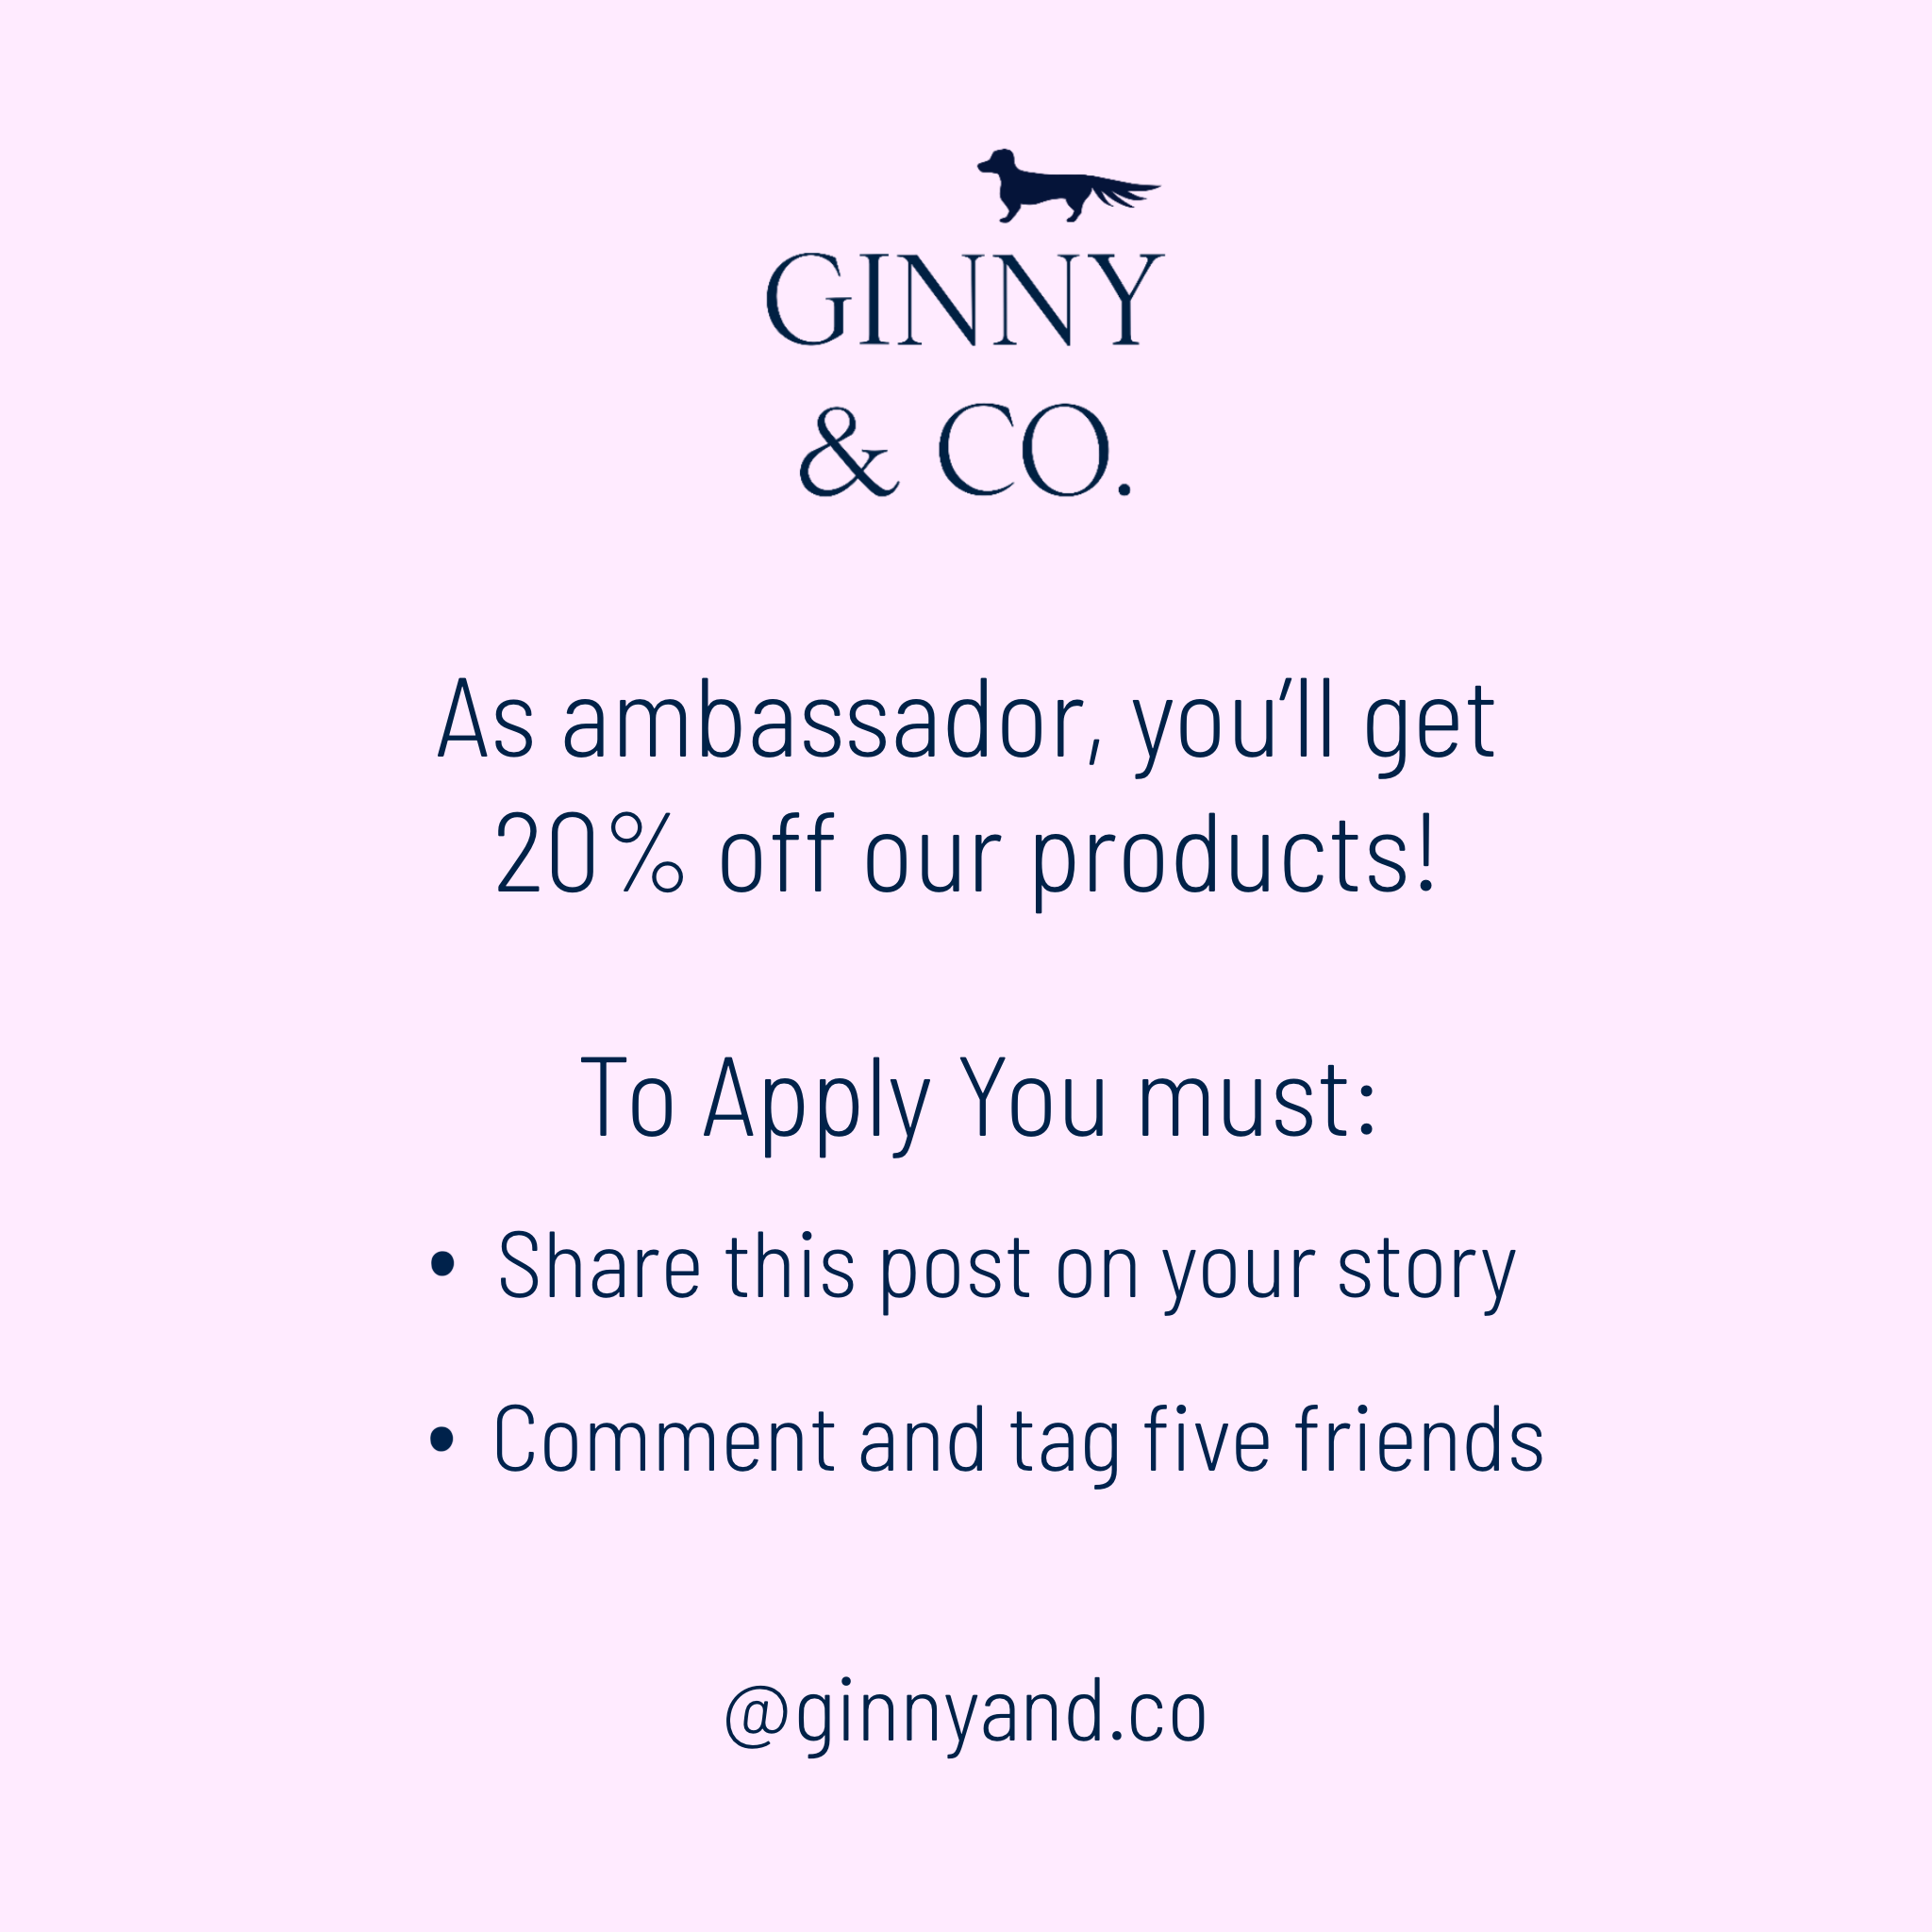 GINNY
& CO.
As ambassador, you'll get
20% off our products!
To Apply You must:
• Share this post on your story
• Comment and tag five friends
@ginnyand.co